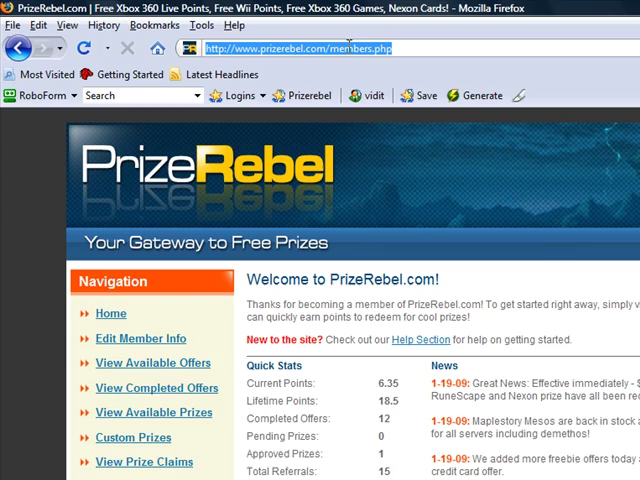 PrizeRebel.com | Free Xbox 360 Live Points, Free Wii Points, Free Xbox 360 Games, Nexon Cards! - Mozilla Firefox
File Edit View History Bookmarks Tools Help
http://www.prizerebel.com/members.php
Most Visited Getting Started Latest Headlines
RoboForm Search Logins Prizerebel vidit Save Generate
PrizeRebel
Your Gateway to Free Prizes
Navigation
Home
Edit Member Info
View Available Offers
View Completed Offers
View Available Prizes
Custom Prizes
View Prize Claims
Welcome to PrizeRebel.com!
Thanks for becoming a member of PrizeRebel.com! To get started right away, simply
can quickly earn points to redeem for cool prizes!
New to the site? Check out our Help Section for help on getting started.
Quick Stats
Current Points: 6.35
Lifetime Points: 18.5
Completed Offers: 12
Pending Prizes: 0
Approved Prizes: 1
Total Referrals: 15
News
1-19-09: Great News: Effective immediately - $
RuneScape and Nexon prize have all been
1-19-09: Maplestory Mesos are back in stock
for all servers including demethos!
1-19-09: We added more freebie offers today
credit card offer.